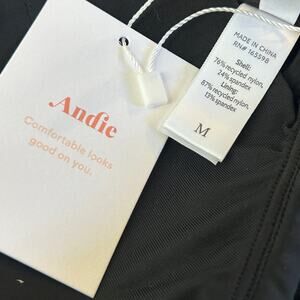 Andie
Comfortable looks
good on you.
MADE IN CHINA
RN# 165598
Shell:
76% recycled nylon,
24% spandex
Lining:
87% recycled nylon,
13% spandex
M